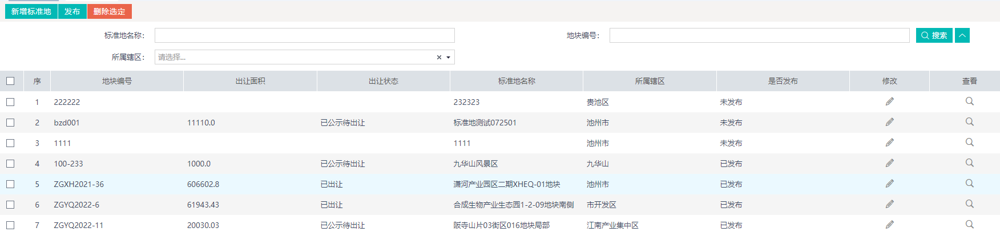 新增标准地 发布 删除选定
标准地名称： 地块编号： 搜索
所属辖区： 请选择...
序 地块编号 出让面积 出让状态 标准地名称 所属辖区 是否发布 修改 查看
1 222222 232323 贵池区 未发布
2 bzd001 11110.0 已公示待出让 标准地测试072501 池州市 未发布
3 1111 1111 池州市 未发布
4 100-233 1000.0 已公示待出让 九华山风景区 九华山 已发布
5 ZGXH2021-36 606602.8 已出让 潇河产业园区二期XHEQ-01地块 池州市 已发布
6 ZGYQ2022-6 61943.43 已出让 合成生物产业生态园1-2-09地块南侧 市开发区 已发布
7 ZGYQ2022-11 20030.03 已公示待出让 阪寺山片03街区016地块局部 江南产业集中区 已发布